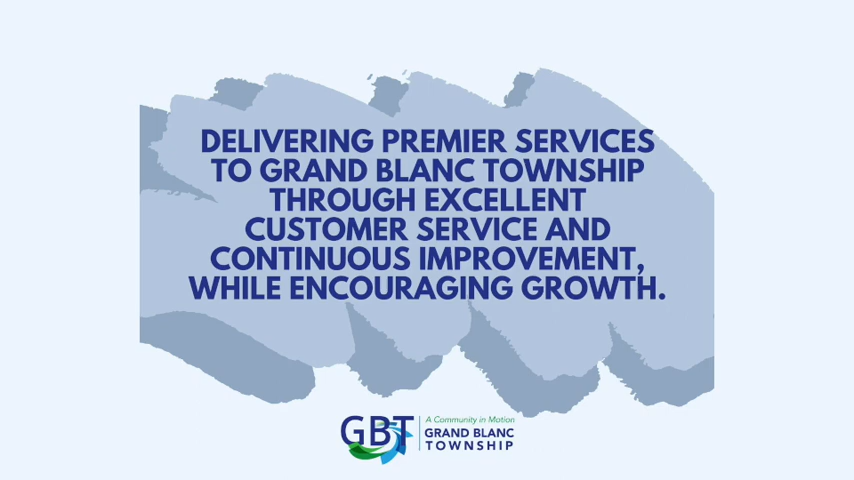 DELIVERING PREMIER SERVICES
TO GRAND BLANC TOWNSHIP
THROUGH EXCELLENT
CUSTOMER SERVICE AND
CONTINUOUS IMPROVEMENT,
WHILE ENCOURAGING GROWTH.
GBT
A Community in Motion
GRAND BLANC
TOWNSHIP